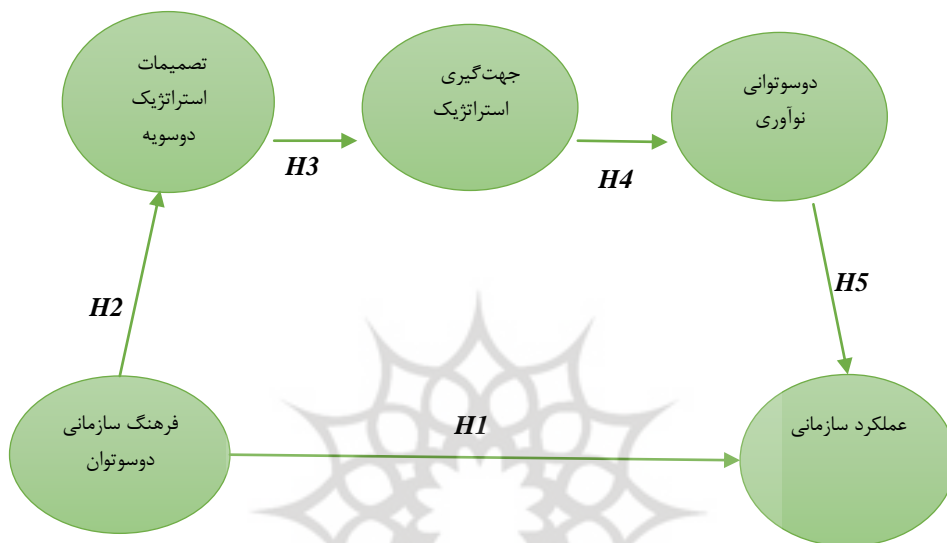 تصمیمات
استراتژیک
دوسویه
جهت‌گیری
استراتژیک
دوسوتوانی
نوآوری
H3
H4
H2
H5
فرهنگ سازمانی
دوسوتوان
H1
عملکرد سازمانی